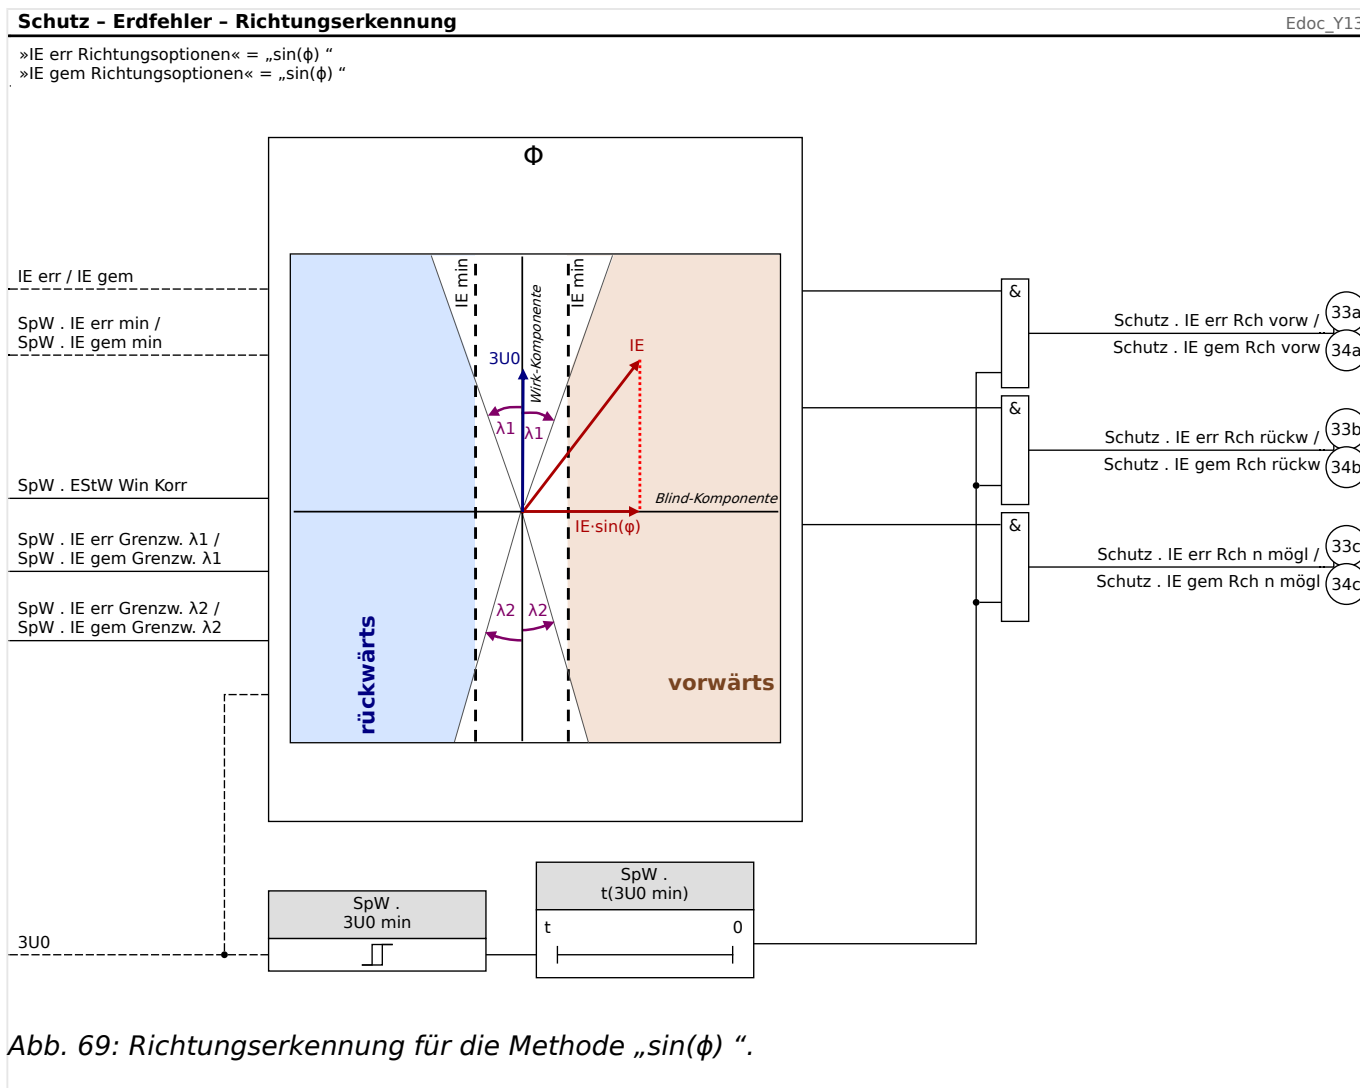 Schutz – Erdfehler – Richtungserkennung
Edoc_Y13
»IE err Richtungsoptionen« = „sin(ϕ) “
»IE gem Richtungsoptionen« = „sin(ϕ) “
Φ
IE err / IE gem
SpW . IE err min /
SpW . IE gem min
SpW . EStW Win Korr
SpW . IE err Grenzw. λ1 /
SpW . IE gem Grenzw. λ1
SpW . IE err Grenzw. λ2 /
SpW . IE gem Grenzw. λ2
IE min
IE min
Wirk-Komponente
3U0
IE
λ1
λ1
Blind-Komponente
IE·sin(φ)
λ2
λ2
rückwärts
vorwärts
&
Schutz . IE err Rch vorw /
33a
Schutz . IE gem Rch vorw
34a
&
Schutz . IE err Rch rückw /
33b
Schutz . IE gem Rch rückw
34b
&
Schutz . IE err Rch n mögl /
33c
Schutz . IE gem Rch n mögl
34c
3U0
SpW .
3U0 min
SpW .
t(3U0 min)
t
0
Abb. 69: Richtungserkennung für die Methode „sin(ϕ) “.